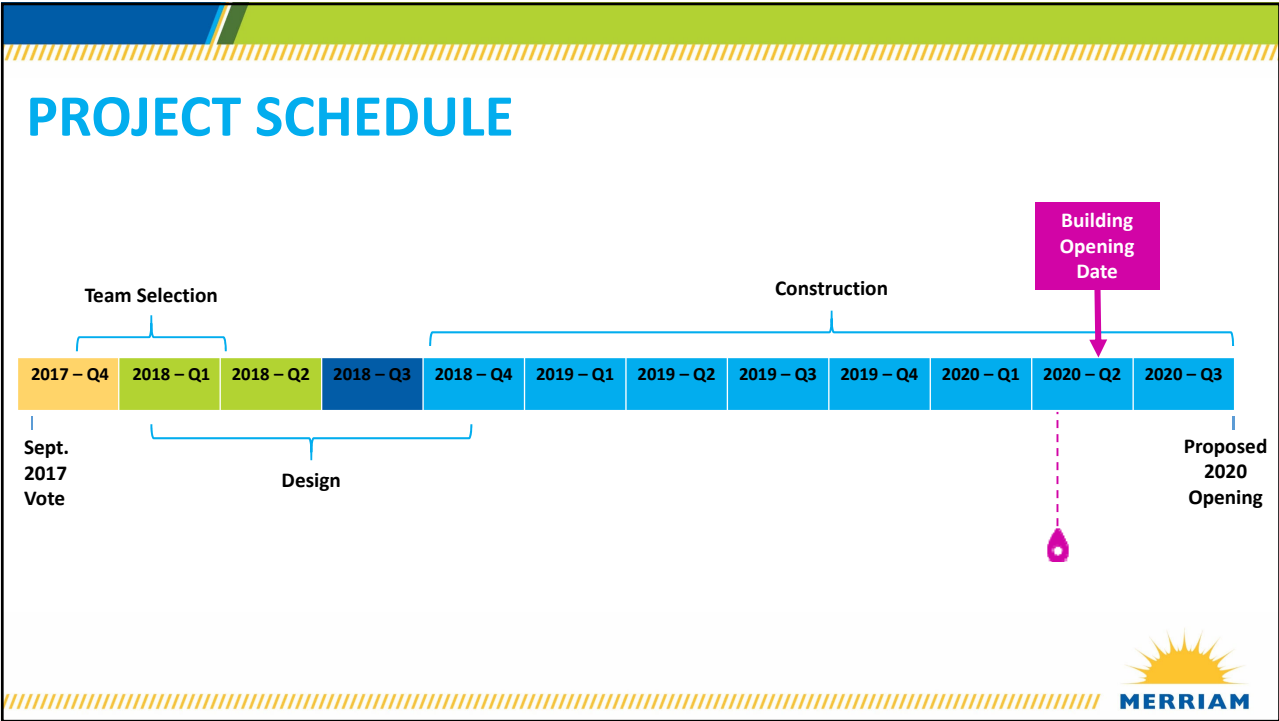 PROJECT SCHEDULE
Building
Opening
Date
Team Selection
Construction
2017 – Q4
2018 – Q1
2018 – Q2
2018 – Q3
2018 – Q4
2019 – Q1
2019 – Q2
2019 – Q3
2019 – Q4
2020 – Q1
2020 – Q2
2020 – Q3
Sept.
2017
Vote
Design
Proposed
2020
Opening
MERRIAM